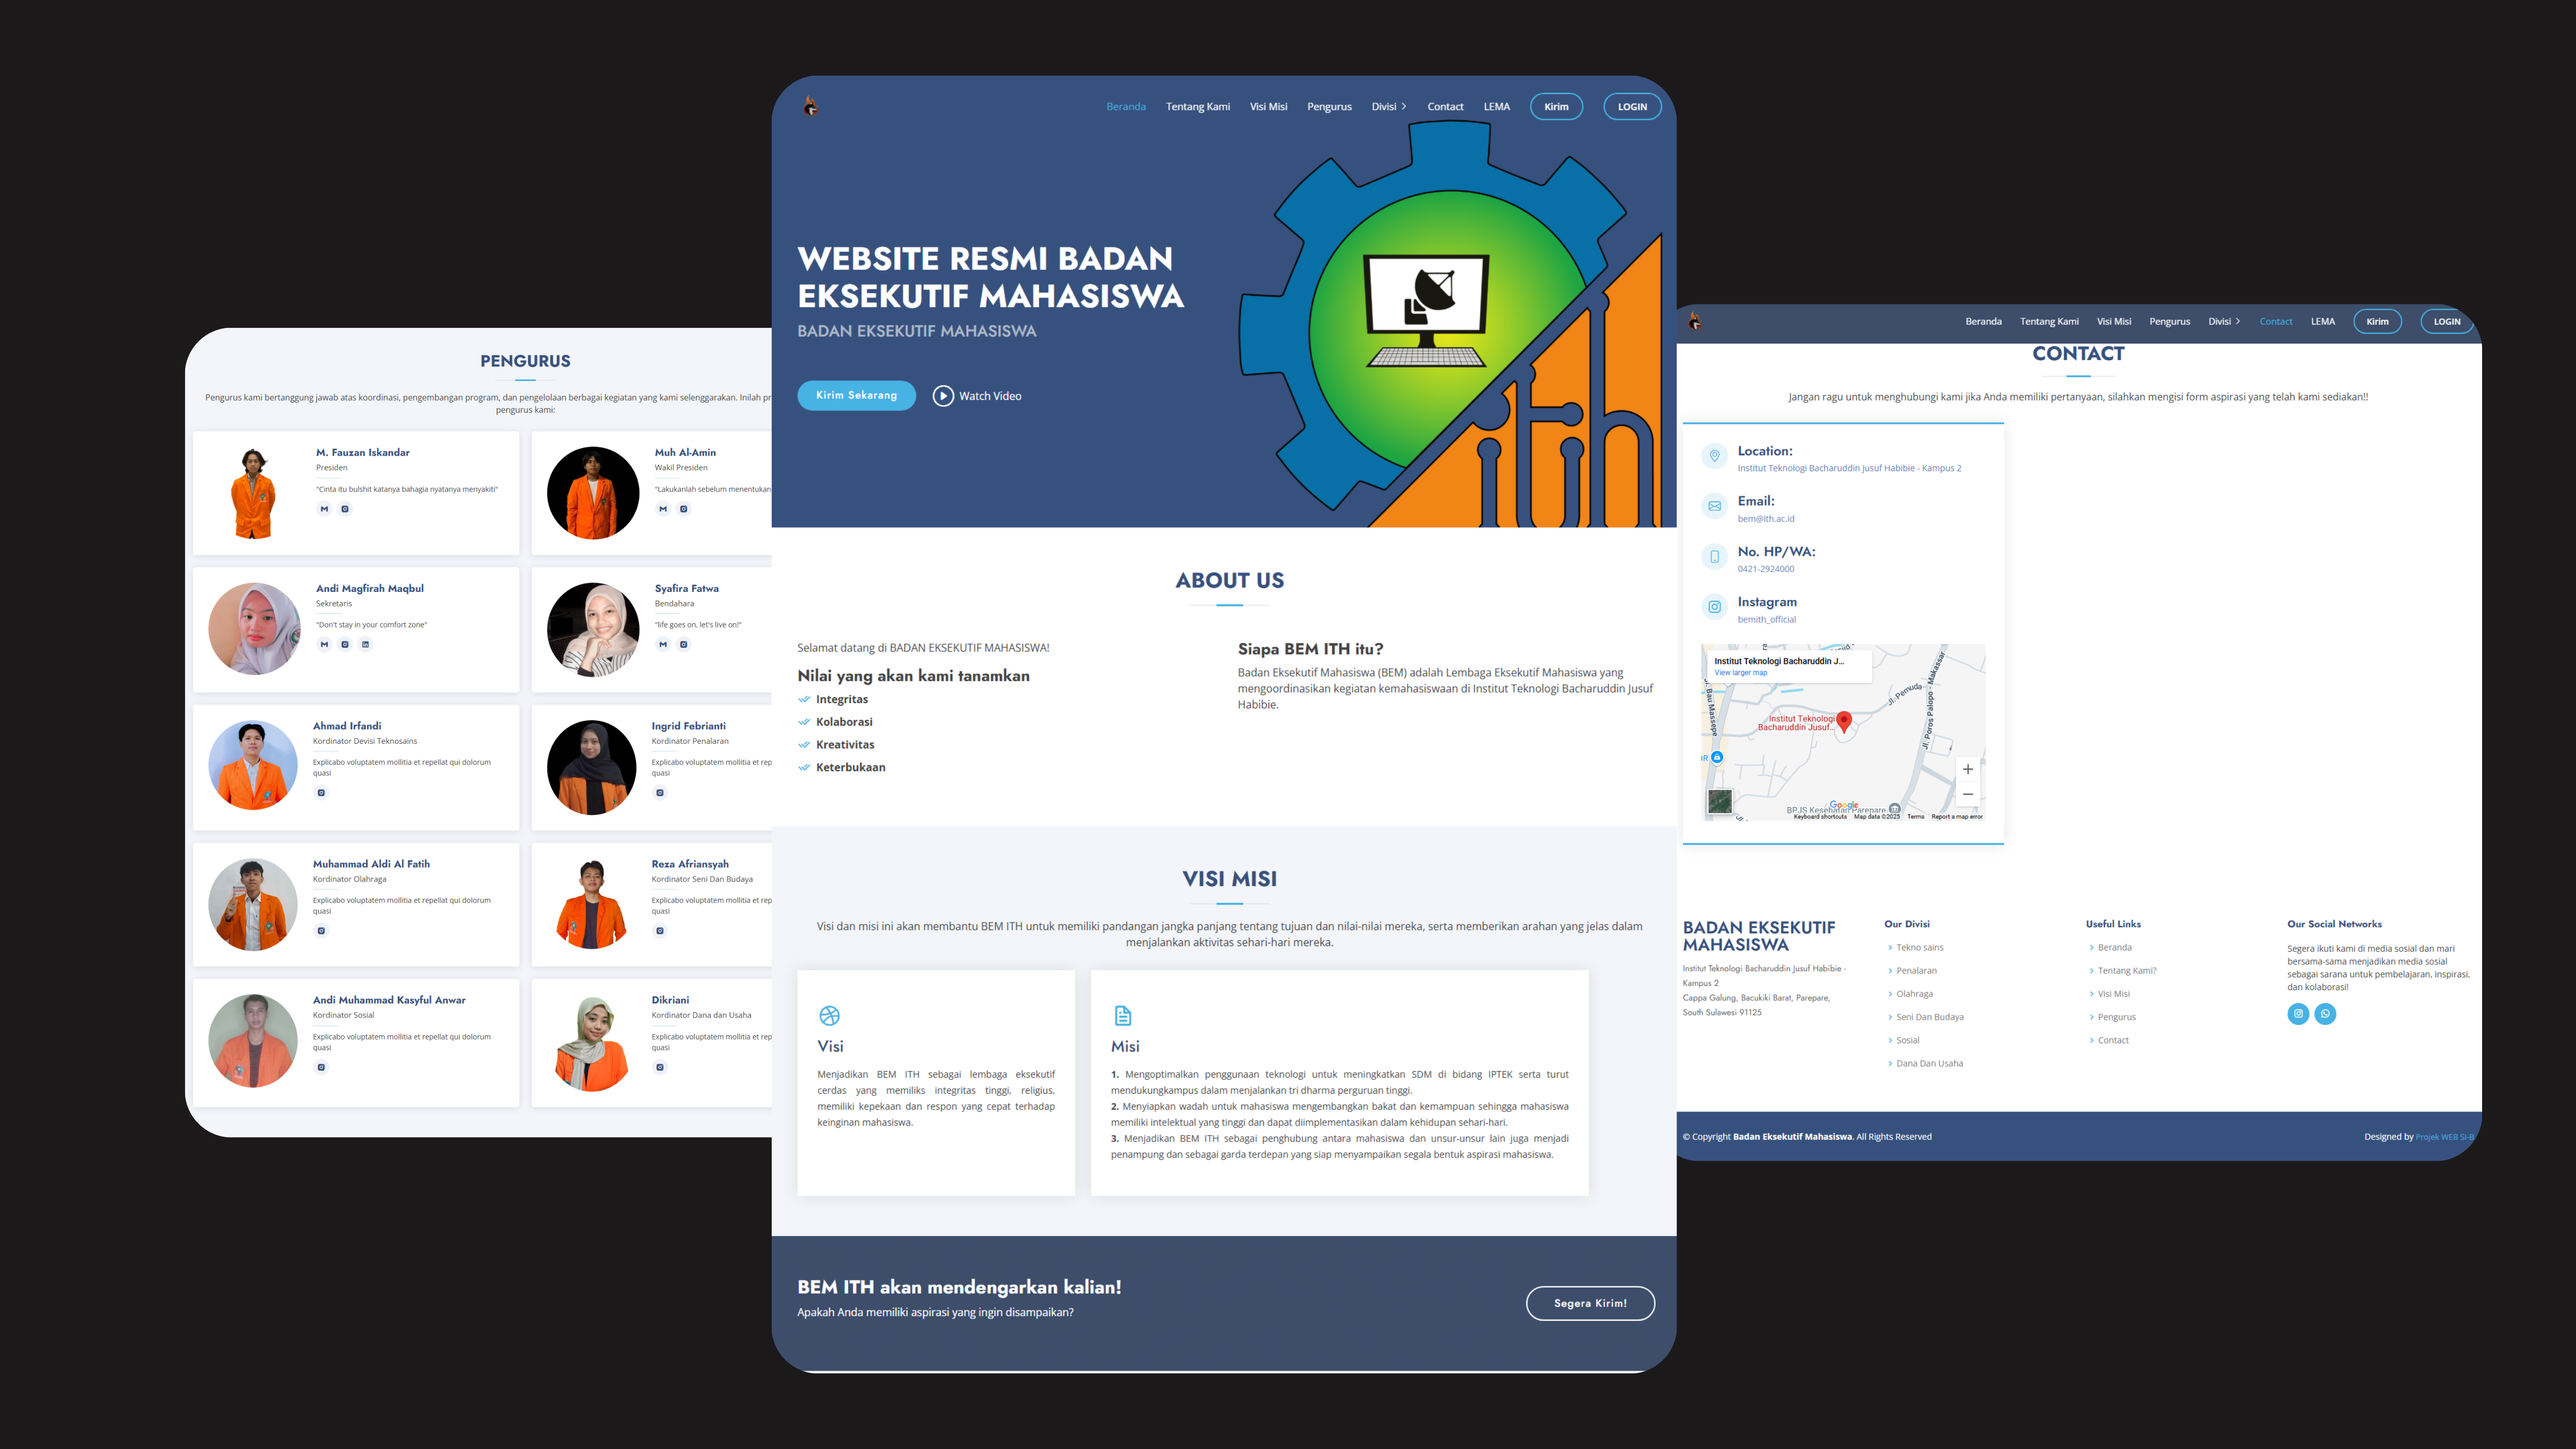 PENGURUS
Pengurus kami bertanggung jawab atas koordinasi, pengembangan program, dan pengelolaan berbagai kegiatan yang kami selenggarakan. Inilah
pengurus kami:
M. Fauzan Iskandar
Presiden
"Cinta itu bulshit katanya bahagia nyatanya menyakiti"
Muh Al-Amin
Wakil Presiden
"Lakukanlah sebelum menentukan
Andi Magfirah Maqbul
Sekretaris
"Don't stay in your comfort zone"
Syafira Fatwa
Bendahara
"life goes on, let's live on!"
Ahmad Irfandi
Kordinator Devisi Teknosains
Explicabo voluptatem mollitia et repellat qui dolorum
quasi
Ingrid Febrianti
Kordinator Penalaran
Explicabo voluptatem mollitia et rep
quasi
Muhammad Aldi Al Fatih
Kordinator Olahraga
Explicabo voluptatem mollitia et repellat qui dolorum
quasi
Reza Afriansyah
Kordinator Seni Dan Budaya
Explicabo voluptatem mollitia et rep
quasi
Andi Muhammad Kasyful Anwar
Kordinator Sosial
Explicabo voluptatem mollitia et repellat qui dolorum
quasi
Dikriani
Kordinator Dana dan Usaha
Explicabo voluptatem mollitia et rep
quasi
Beranda Tentang Kami Visi Misi Pengurus Divisi Contact LEMA Kirim LOGIN
WEBSITE RESMI BADAN
EKSEKUTIF MAHASISWA
BADAN EKSEKUTIF MAHASISWA
Kirim Sekarang Watch Video
ith
ABOUT US
Selamat datang di BADAN EKSEKUTIF MAHASISWA!
Nilai yang akan kami tanamkan
Integritas
Kolaborasi
Kreativitas
Keterbukaan
Siapa BEM ITH itu?
Badan Eksekutif Mahasiswa (BEM) adalah Lembaga Eksekutif Mahasiswa yang
mengoordinasikan kegiatan kemahasiswaan di Institut Teknologi Bacharuddin Jusuf
Habibie.
VISI MISI
Visi dan misi ini akan membantu BEM ITH untuk memiliki pandangan jangka panjang tentang tujuan dan nilai-nilai mereka, serta memberikan arahan yang jelas dalam
menjalankan aktivitas sehari-hari mereka.
Visi
Menjadikan BEM ITH sebagai lembaga eksekutif
cerdas yang memiliks integritas tinggi, religius,
memiliki kepekaan dan respon yang cepat terhadap
keinginan mahasiswa.
Misi
1. Mengoptimalkan penggunaan teknologi untuk meningkatkan SDM di bidang IPTEK serta turut
mendukungkampus dalam menjalankan tri dharma perguruan tinggi.
2. Menyiapkan wadah untuk mahasiswa mengembangkan bakat dan kemampuan sehingga mahasiswa
memiliki intelektual yang tinggi dan dapat diimplementasikan dalam kehidupan sehari-hari.
3. Menjadikan BEM ITH sebagai penghubung antara mahasiswa dan unsur-unsur lain juga menjadi
penampung dan sebagai garda terdepan yang siap menyampaikan segala bentuk aspirasi mahasiswa.
BEM ITH akan mendengarkan kalian!
Apakah Anda memiliki aspirasi yang ingin disampaikan?
Segera Kirim!
Beranda Tentang Kami Visi Misi Pengurus Divisi Contact LEMA Kirim LOGIN
CONTACT
Jangan ragu untuk menghubungi kami jika Anda memiliki pertanyaan, silahkan mengisi form aspirasi yang telah kami sediakan!!
Location:
Institut Teknologi Bacharuddin Jusuf Habibie - Kampus 2
Email:
bem@ith.ac.id
No. HP/WA:
0421-2924000
Instagram
bemith_official
Institut Teknologi Bacharuddin J...
View larger map
Jl. Bau Massepe
Jl. Pemuda
Jl. Poros Palopo - Makassar
Institut Teknologi
Bacharuddin Jusuf...
BPJS Kesehatan Parepare
Google
Keyboard shortcuts Map data ©2025 Terms Report a map error
BADAN EKSEKUTIF
MAHASISWA
Institut Teknologi Bacharuddin Jusuf Habibie -
Kampus 2
Cappa Galung, Bacukiki Barat, Parepare,
South Sulawesi 91125
Our Divisi
Tekno sains
Penalaran
Olahraga
Seni Dan Budaya
Sosial
Dana Dan Usaha
Useful Links
Beranda
Tentang Kami?
Visi Misi
Pengurus
Contact
Our Social Networks
Segera ikuti kami di media sosial dan mari
bersama-sama menjadikan media sosial
sebagai sarana untuk pembelajaran, inspirasi,
dan kolaborasi!
© Copyright Badan Eksekutif Mahasiswa. All Rights Reserved
Designed by Projek WEB SI-B